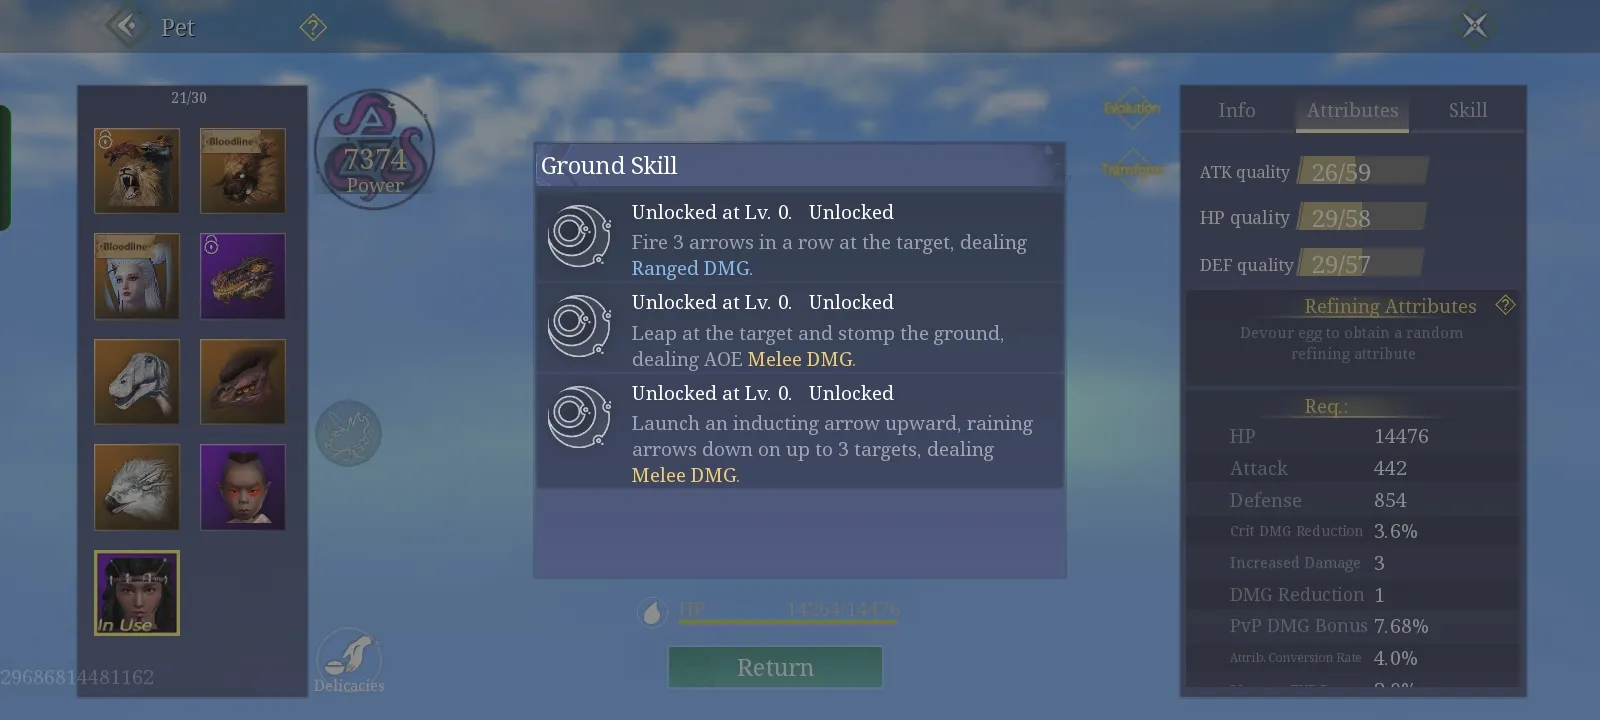 Pet
?
21/30
Bloodline
Bloodline
In Use
7374
Power
Delicacies
29686814481162
Ground Skill
Unlocked at Lv. 0. Unlocked
Fire 3 arrows in a row at the target, dealing
Ranged DMG.
Unlocked at Lv. 0. Unlocked
Leap at the target and stomp the ground,
dealing AOE Melee DMG.
Unlocked at Lv. 0. Unlocked
Launch an inducting arrow upward, raining
arrows down on up to 3 targets, dealing
Melee DMG.
HP 14264/14476
Return
Evolution
Transform
Info Attributes Skill
ATK quality 26/59
HP quality 29/58
DEF quality 29/57
Refining Attributes ?
Devour egg to obtain a random
refining attribute
Req.:
HP 14476
Attack 442
Defense 854
Crit DMG Reduction 3.6%
Increased Damage 3
DMG Reduction 1
PvP DMG Bonus 7.68%
Attrib. Conversion Rate 4.0%